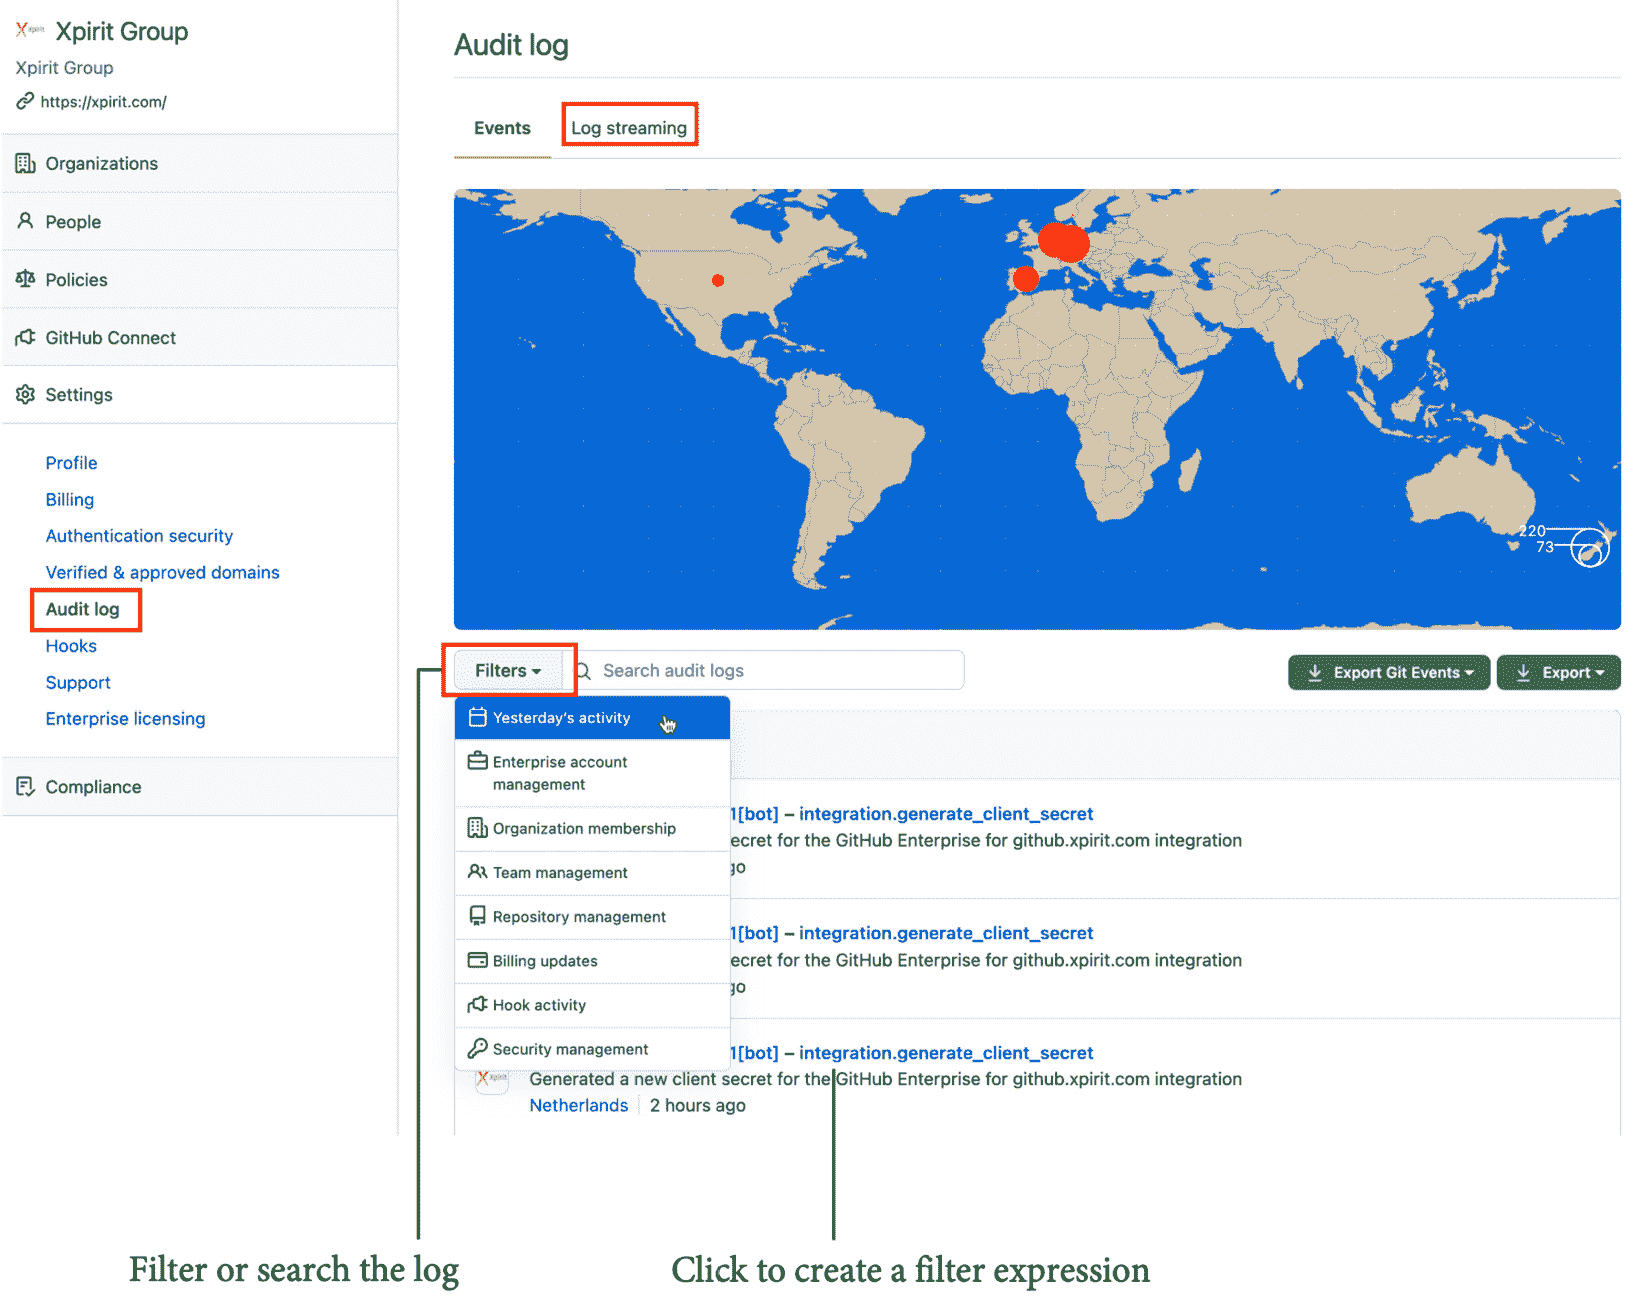 Xpirit Group
Xpirit Group
https://xpirit.com/
Organizations
People
Policies
GitHub Connect
Settings
Profile
Billing
Authentication security
Verified & approved domains
Audit log
Hooks
Support
Enterprise licensing
Compliance
Audit log
Events
Log streaming
220
73
Filters
Search audit logs
Export Git Events
Export
Yesterday's activity
Enterprise account
management
Organization membership
Team management
Repository management
Billing updates
Hook activity
Security management
1[bot] – integration.generate_client_secret
ecret for the GitHub Enterprise for github.xpirit.com integration
go
1[bot] – integration.generate_client_secret
ecret for the GitHub Enterprise for github.xpirit.com integration
go
1[bot] – integration.generate_client_secret
Xpirit
Generated a new client secret for the GitHub Enterprise for github.xpirit.com integration
Netherlands 2 hours ago
Filter or search the log
Click to create a filter expression